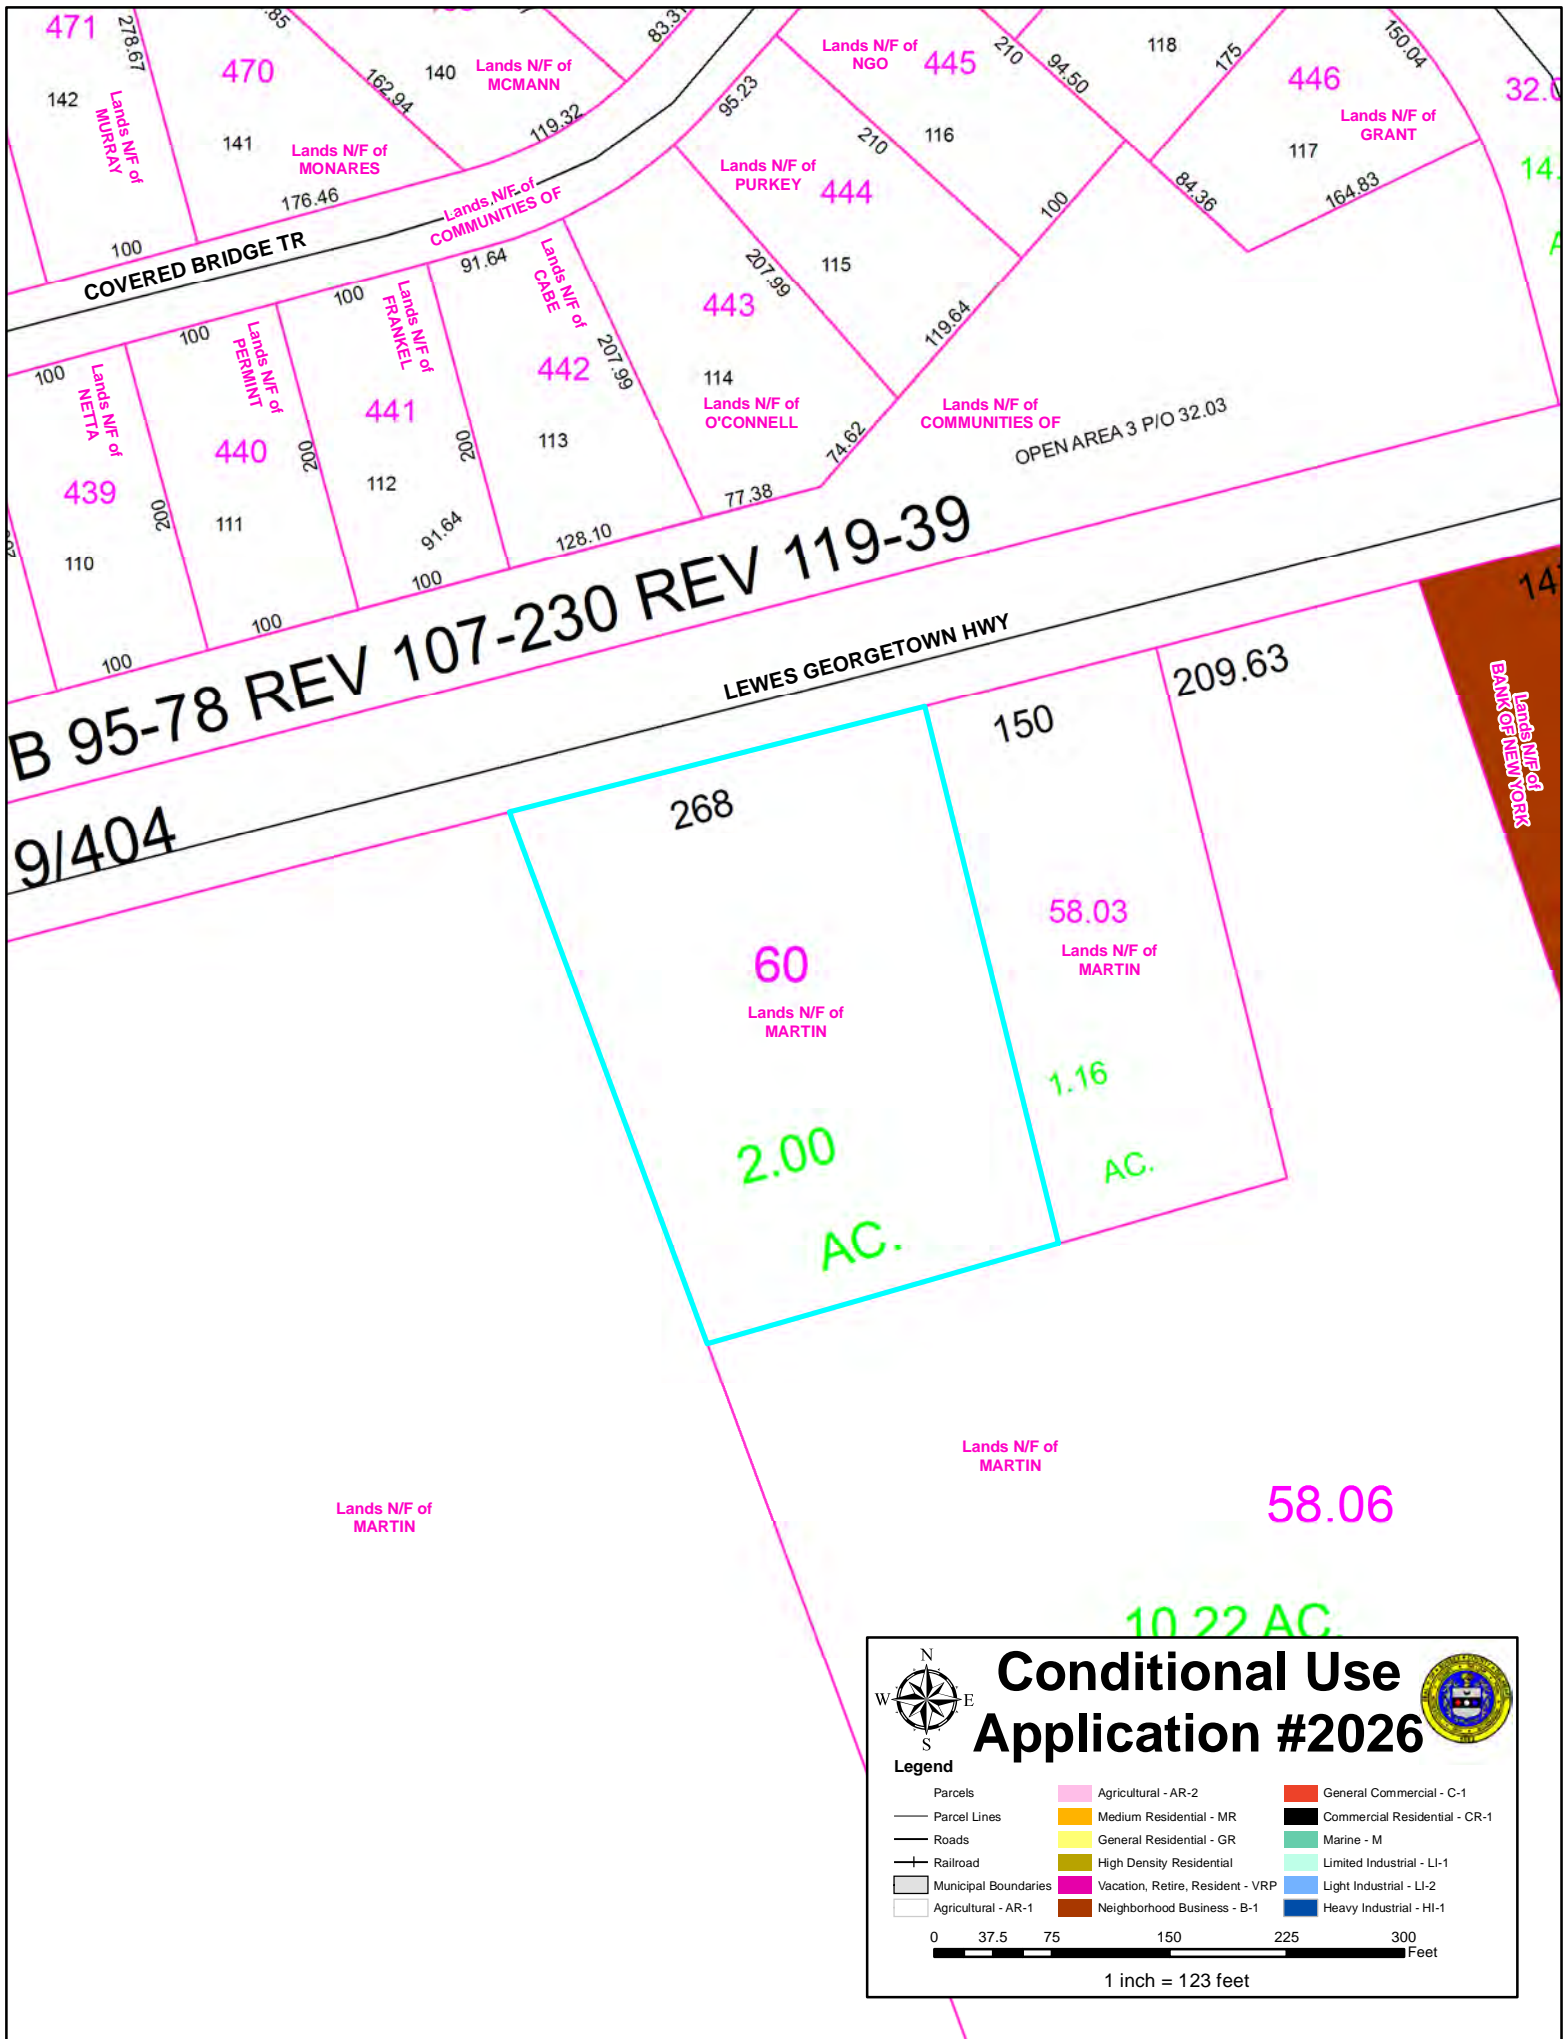 471
278.67
470
162.94
140
Lands N/F of
MCMANN
83.31
Lands N/F of
NGO
445
210
94.50
118
175
446
150.04
142
Lands N/F of
MURRAY
141
Lands N/F of
MONARES
119.32
95.23
210
116
Lands N/F of
GRANT
117
176.46
Lands N/F of
COMMUNITIES OF
Lands N/F of
PURKEY
444
100
84.36
164.83
100
COVERED BRIDGE TR
91.64
Lands N/F of
CABE
207.99
115
100
Lands N/F of
FRANKEL
443
119.64
100
Lands N/F of
PERMINT
442
207.99
100
Lands N/F of
NETTA
441
114
Lands N/F of
O'CONNELL
Lands N/F of
COMMUNITIES OF
OPEN AREA 3 P/O 32.03
440
200
200
113
74.62
439
200
112
77.38
111
91.64
128.10
110
100
100
100
B 95-78 REV 107-230 REV 119-39
LEWES GEORGETOWN HWY
9/404
209.63
150
268
Lands N/F of
BANK OF NEW YORK
58.03
Lands N/F of
MARTIN
60
Lands N/F of
MARTIN
1.16
AC.
2.00
AC.
Lands N/F of
MARTIN
58.06
Lands N/F of
MARTIN
10.22 AC.
N
W
E
S
Conditional Use
Application #2026
Legend
Parcels
Parcel Lines
Roads
Railroad
Municipal Boundaries
Agricultural - AR-1
Agricultural - AR-2
Medium Residential - MR
General Residential - GR
High Density Residential
Vacation, Retire, Resident - VRP
Neighborhood Business - B-1
General Commercial - C-1
Commercial Residential - CR-1
Marine - M
Limited Industrial - LI-1
Light Industrial - LI-2
Heavy Industrial - HI-1
0 37.5 75 150 225 300
Feet
1 inch = 123 feet